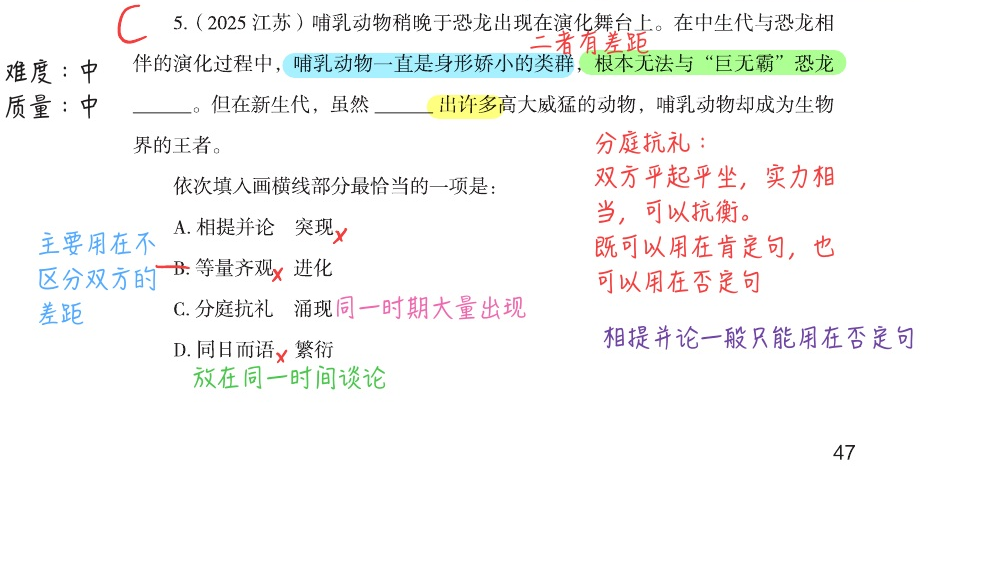 C
5.（2025 江苏）哺乳动物稍晚于恐龙出现在演化舞台上。在中生代与恐龙相
二者有差距
伴的演化过程中，哺乳动物一直是身形娇小的类群，根本无法与“巨无霸”恐龙
难度：中
质量：中
______。但在新生代，虽然 ______ 出许多高大威猛的动物，哺乳动物却成为生物
界的王者。
分庭抗礼：
双方平起平坐，实力相
当，可以抗衡。
既可以用在肯定句，也
可以用在否定句
依次填入画横线部分最恰当的一项是：
A. 相提并论 突现x
主要用在不
区分双方的
差距
B. 等量齐观x 进化
C. 分庭抗礼 涌现同一时期大量出现
相提并论一般只能用在否定句
D. 同日而语x 繁衍
放在同一时间谈论
47